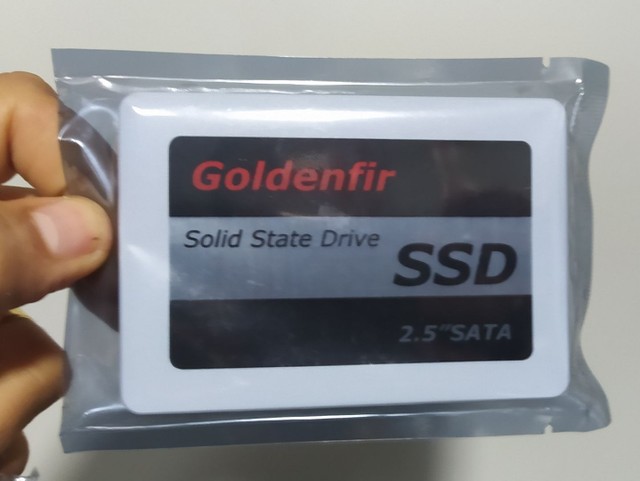 Goldenfir
Solid State Drive
SSD
2.5"SATA